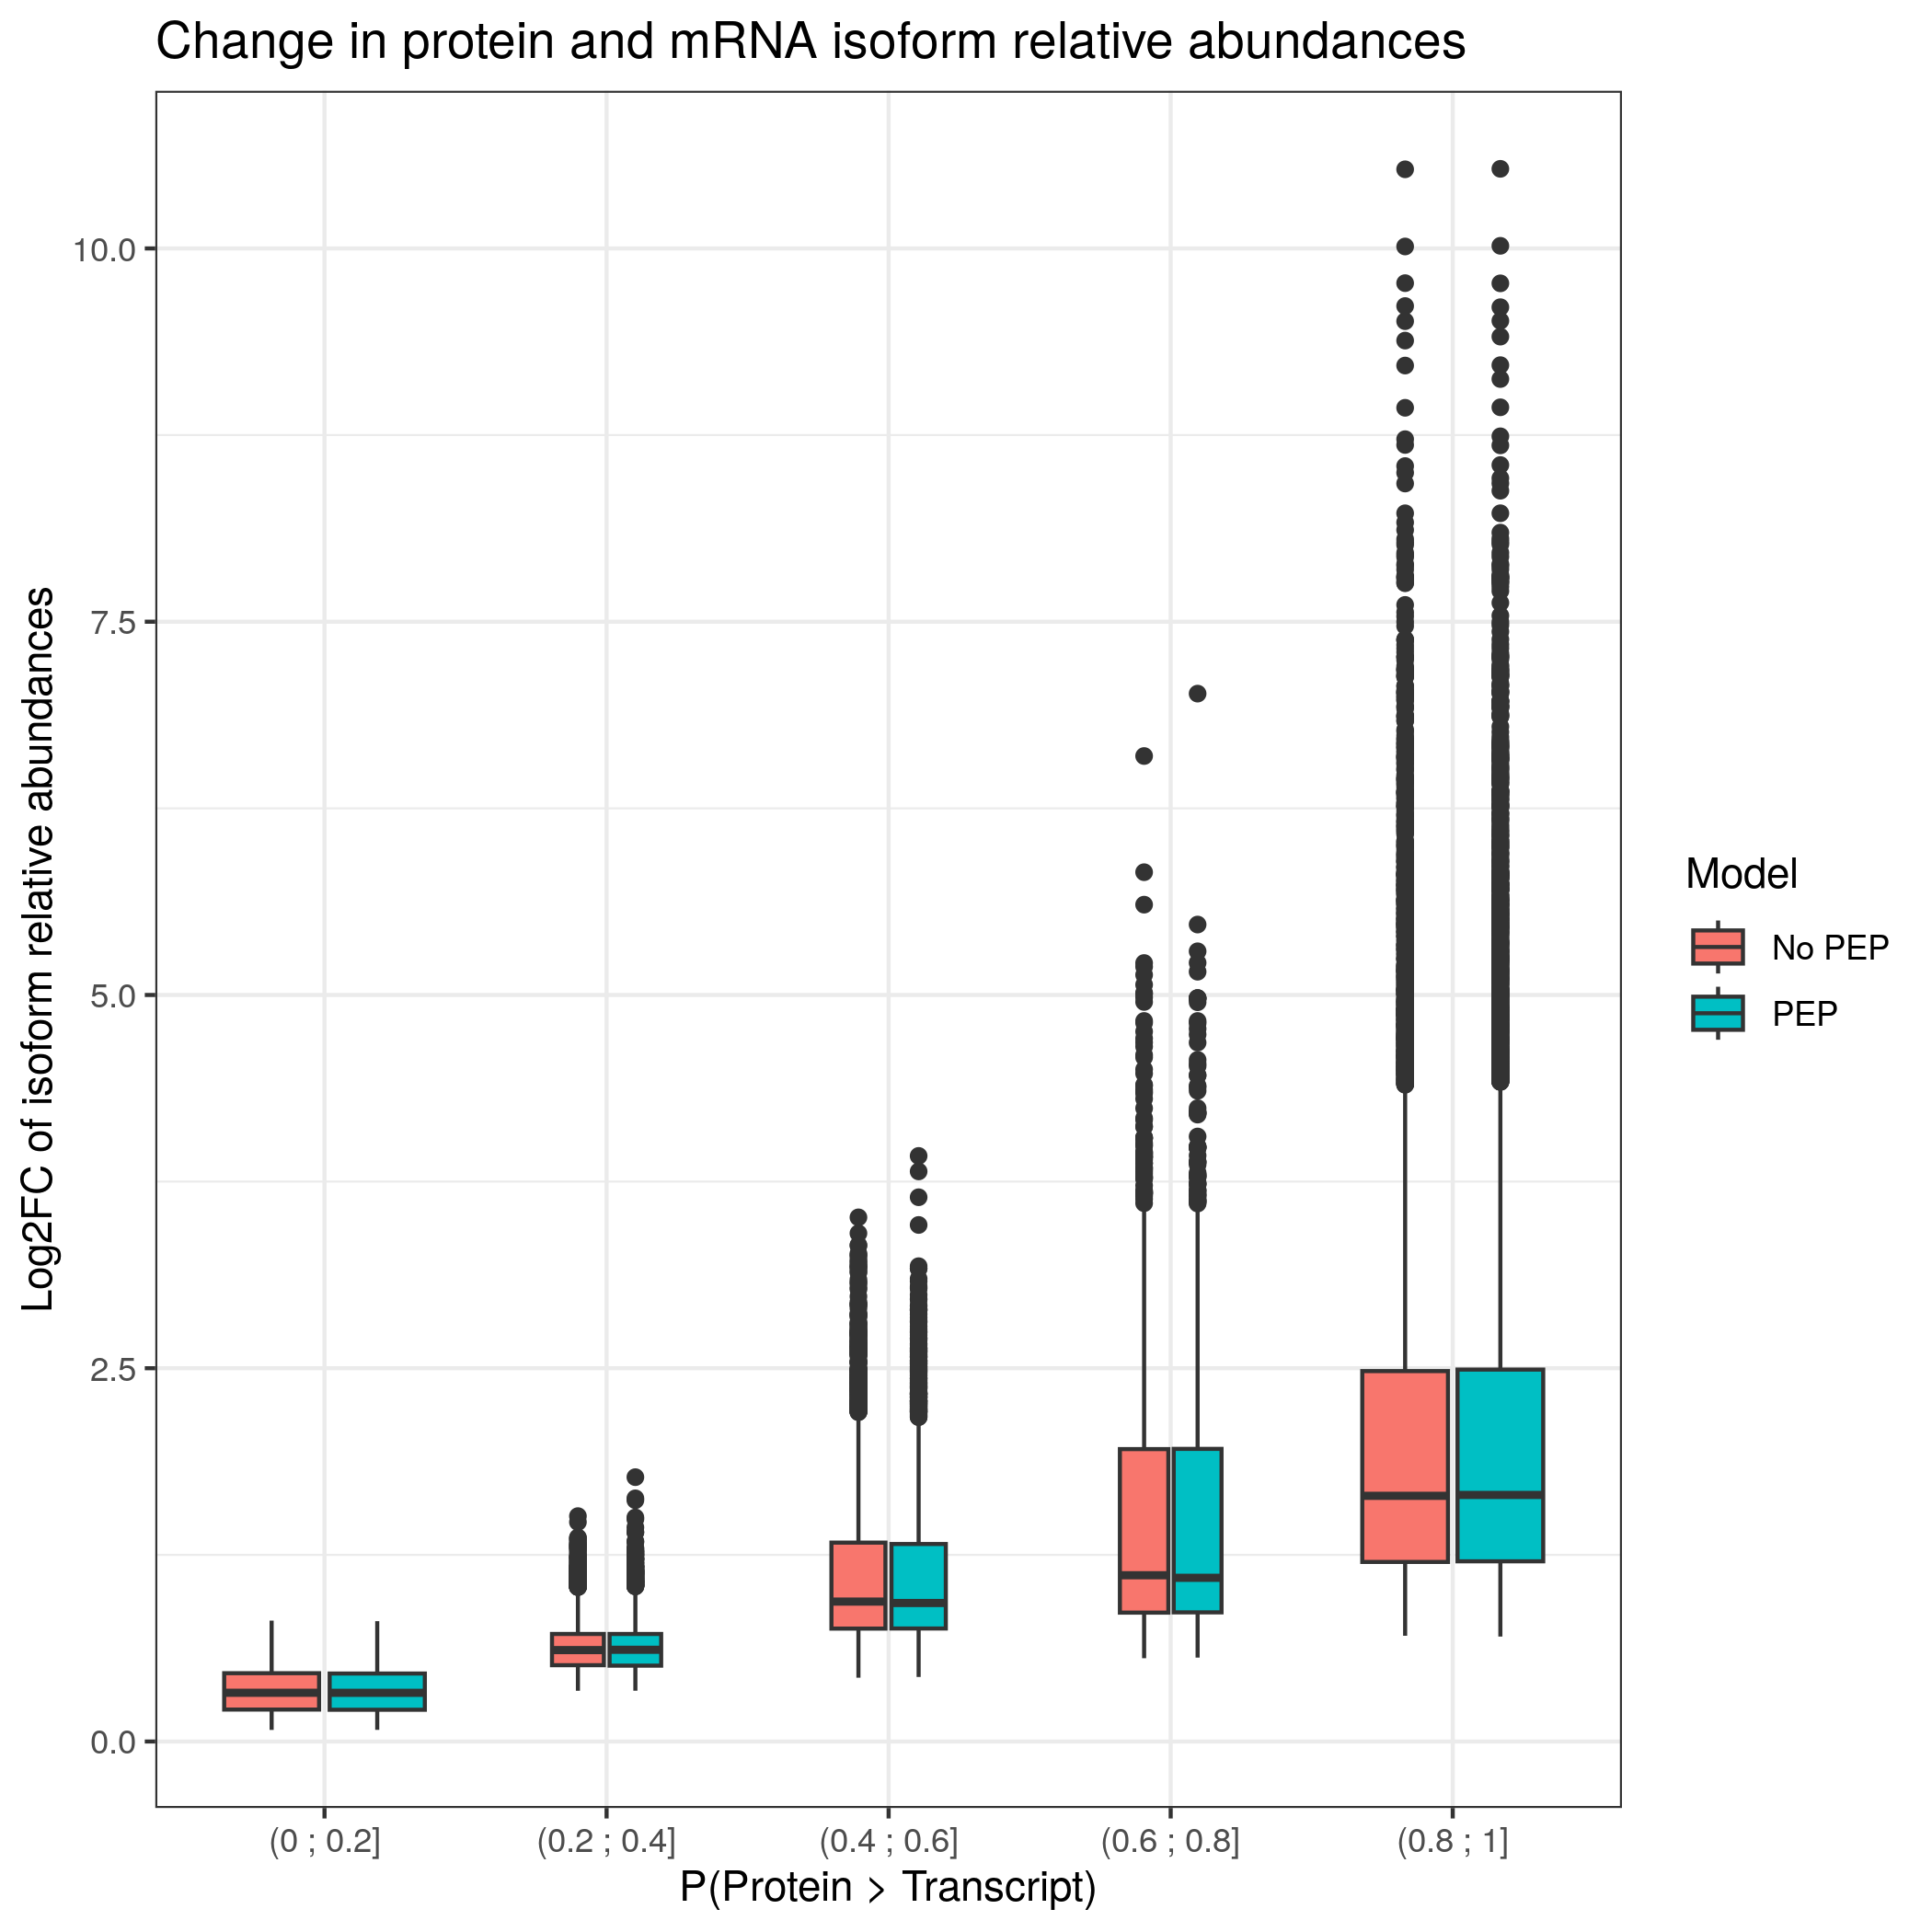 Change in protein and mRNA isoform relative abundances
Log2FC of isoform relative abundances
10.0
7.5
5.0
2.5
0.0
(0 ; 0.2]
(0.2 ; 0.4]
(0.4 ; 0.6]
(0.6 ; 0.8]
(0.8 ; 1]
P(Protein > Transcript)
Model
No PEP
PEP